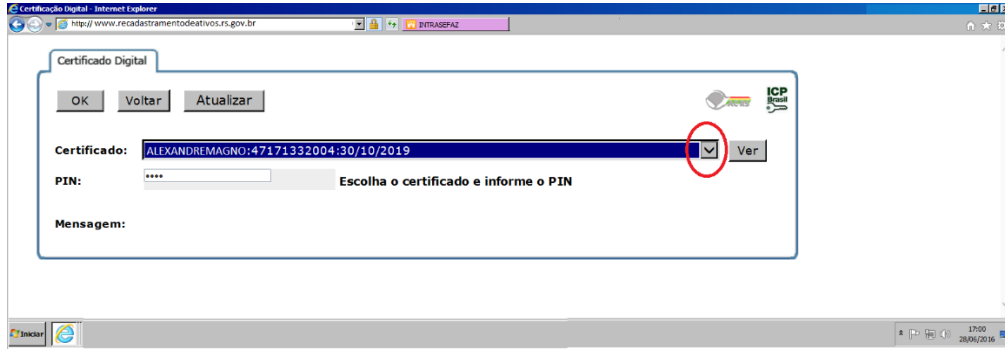 Certificação Digital - Internet Explorer
http:// www.recadastramentodeativos.rs.gov.br
INTRASEFAZ
Certificado Digital
OK Voltar Atualizar
ICP
Brasil
Certificado: ALEXANDREMAGNO:47171332004:30/10/2019 Ver
PIN: •••• Escolha o certificado e informe o PIN
Mensagem:
Iniciar
17:00
28/06/2016